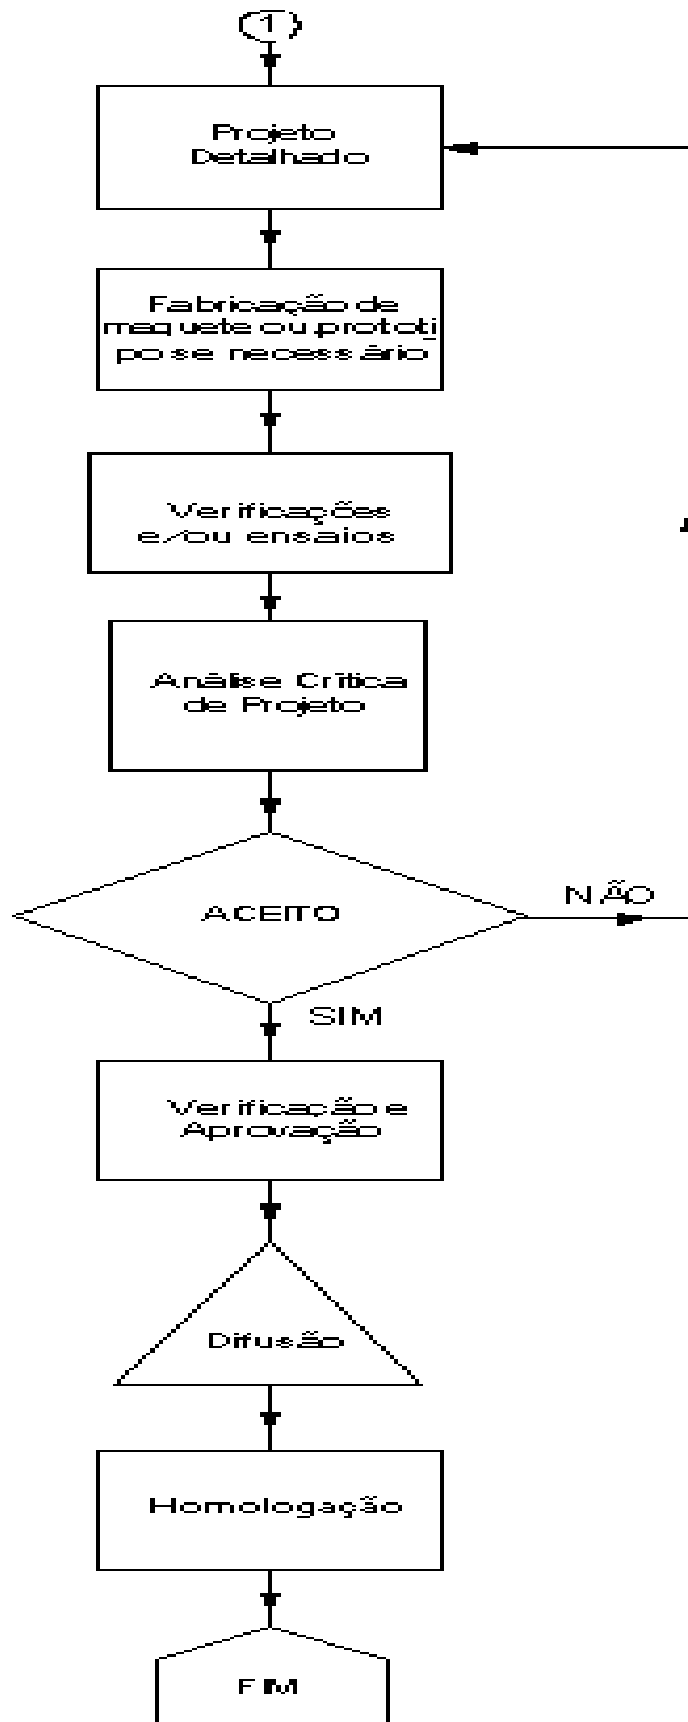 1
Projeto
Detalhado
Fabricação de
maquete ou prototi
po se necessário
Verificações
e/ou ensaios
Análise Crítica
de Projeto
ACEITO
NÃO
SIM
Verificação e
Aprovação
Difusão
Homologação
FIM